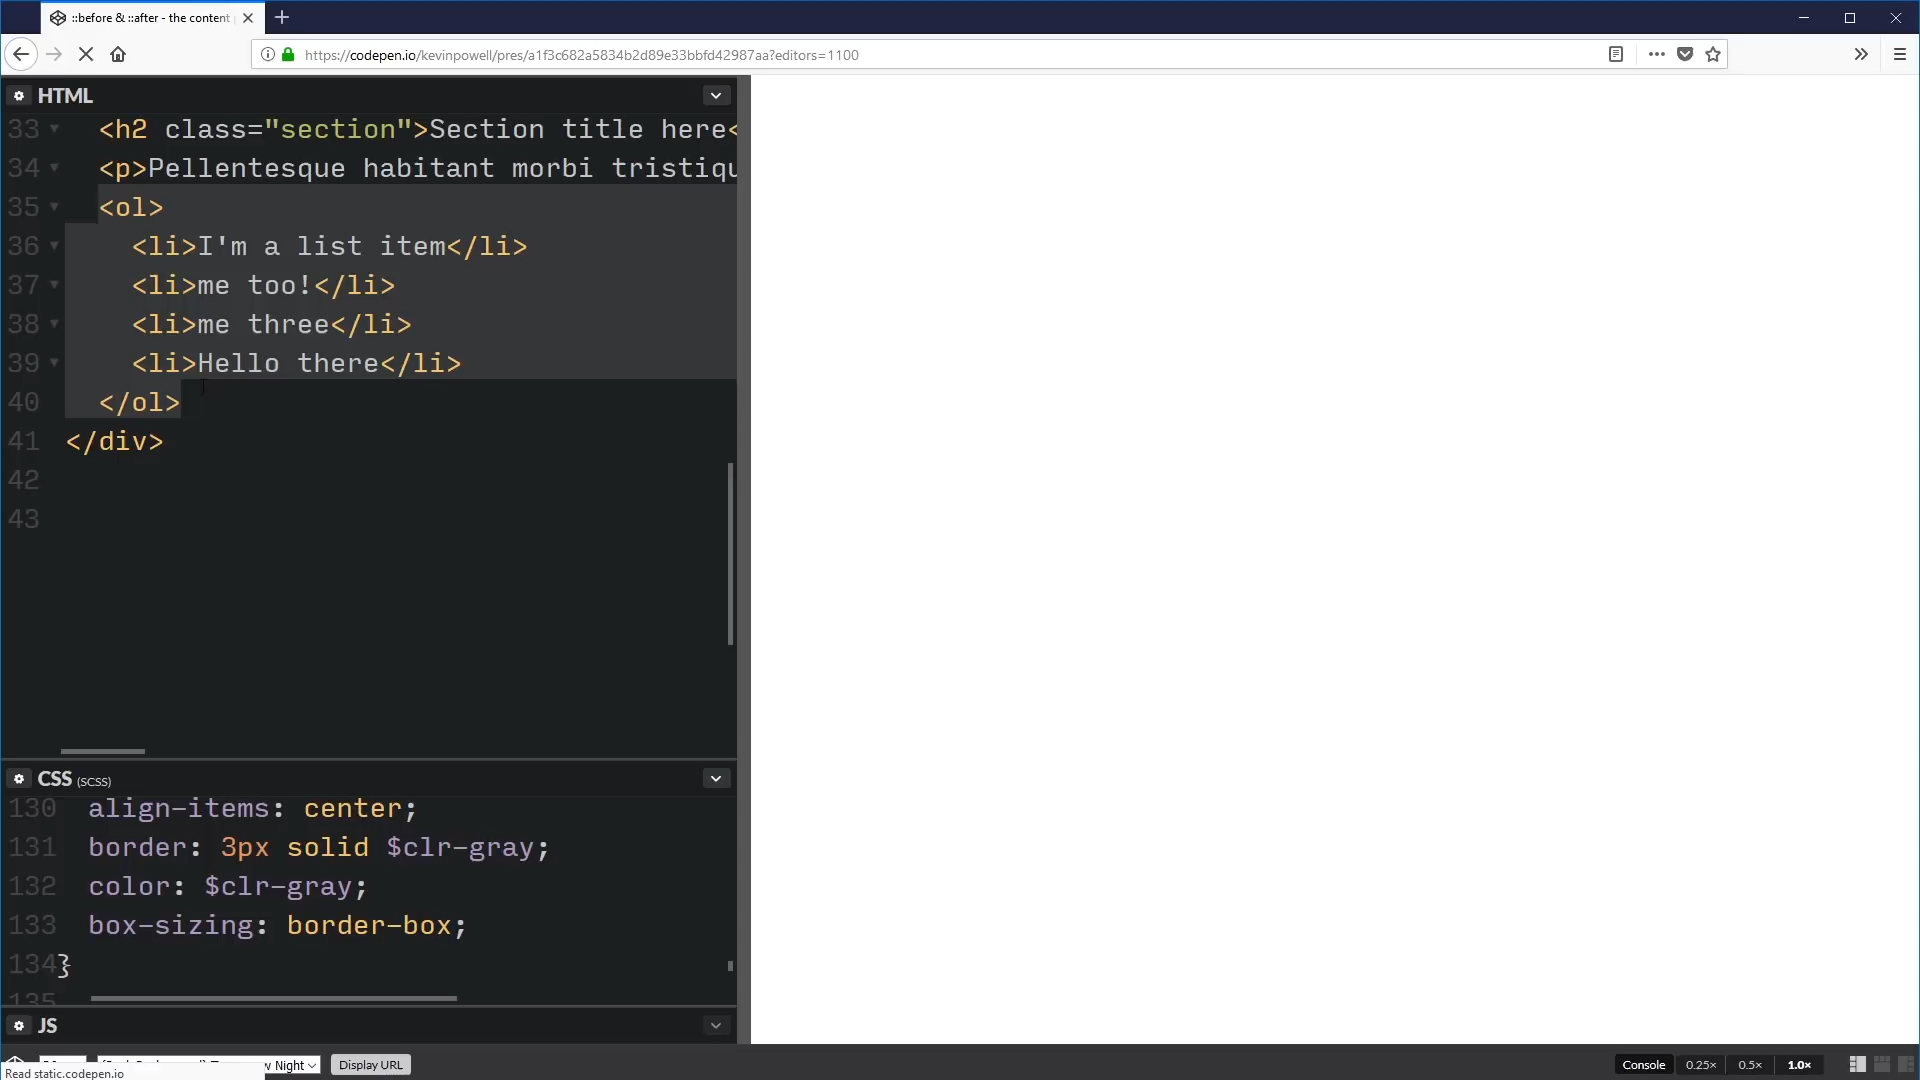 ::before & ::after - the content
https://codepen.io/kevinpowell/pres/a1f3c682a5834b2d89e33bbfd42987aa?editors=1100
HTML
33 <h2 class="section">Section title here<
34 <p>Pellentesque habitant morbi tristiqu
35 <ol>
36 <li>I'm a list item</li>
37 <li>me too!</li>
38 <li>me three</li>
39 <li>Hello there</li>
40 </ol>
41 </div>
42
43
CSS (SCSS)
130 align-items: center;
131 border: 3px solid $clr-gray;
132 color: $clr-gray;
133 box-sizing: border-box;
134 }
135
JS
Night
Display URL
Console 0.25× 0.5× 1.0×
Read static.codepen.io